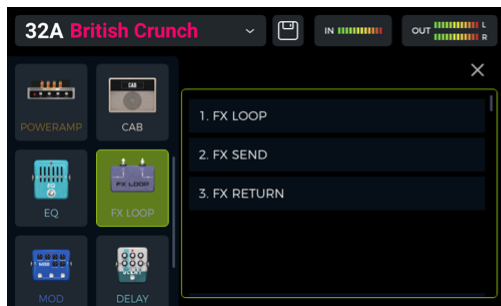 32A British Crunch
IN
OUT
L
R
POWERAMP
CAB
EQ
FX LOOP
MOD
DELAY
1. FX LOOP
2. FX SEND
3. FX RETURN
CAB
EQ
FX LOOP